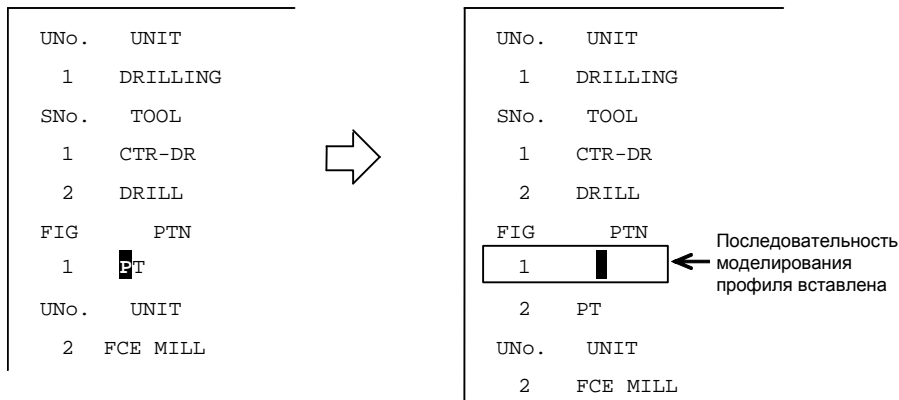 UNo. UNIT
1 DRILLING
SNo. TOOL
1 CTR-DR
2 DRILL
FIG PTN
1 PT
UNo. UNIT
2 FCE MILL
UNo. UNIT
1 DRILLING
SNo. TOOL
1 CTR-DR
2 DRILL
FIG PTN
1
2 PT
UNo. UNIT
2 FCE MILL
Последовательность
моделирования
профиля вставлена